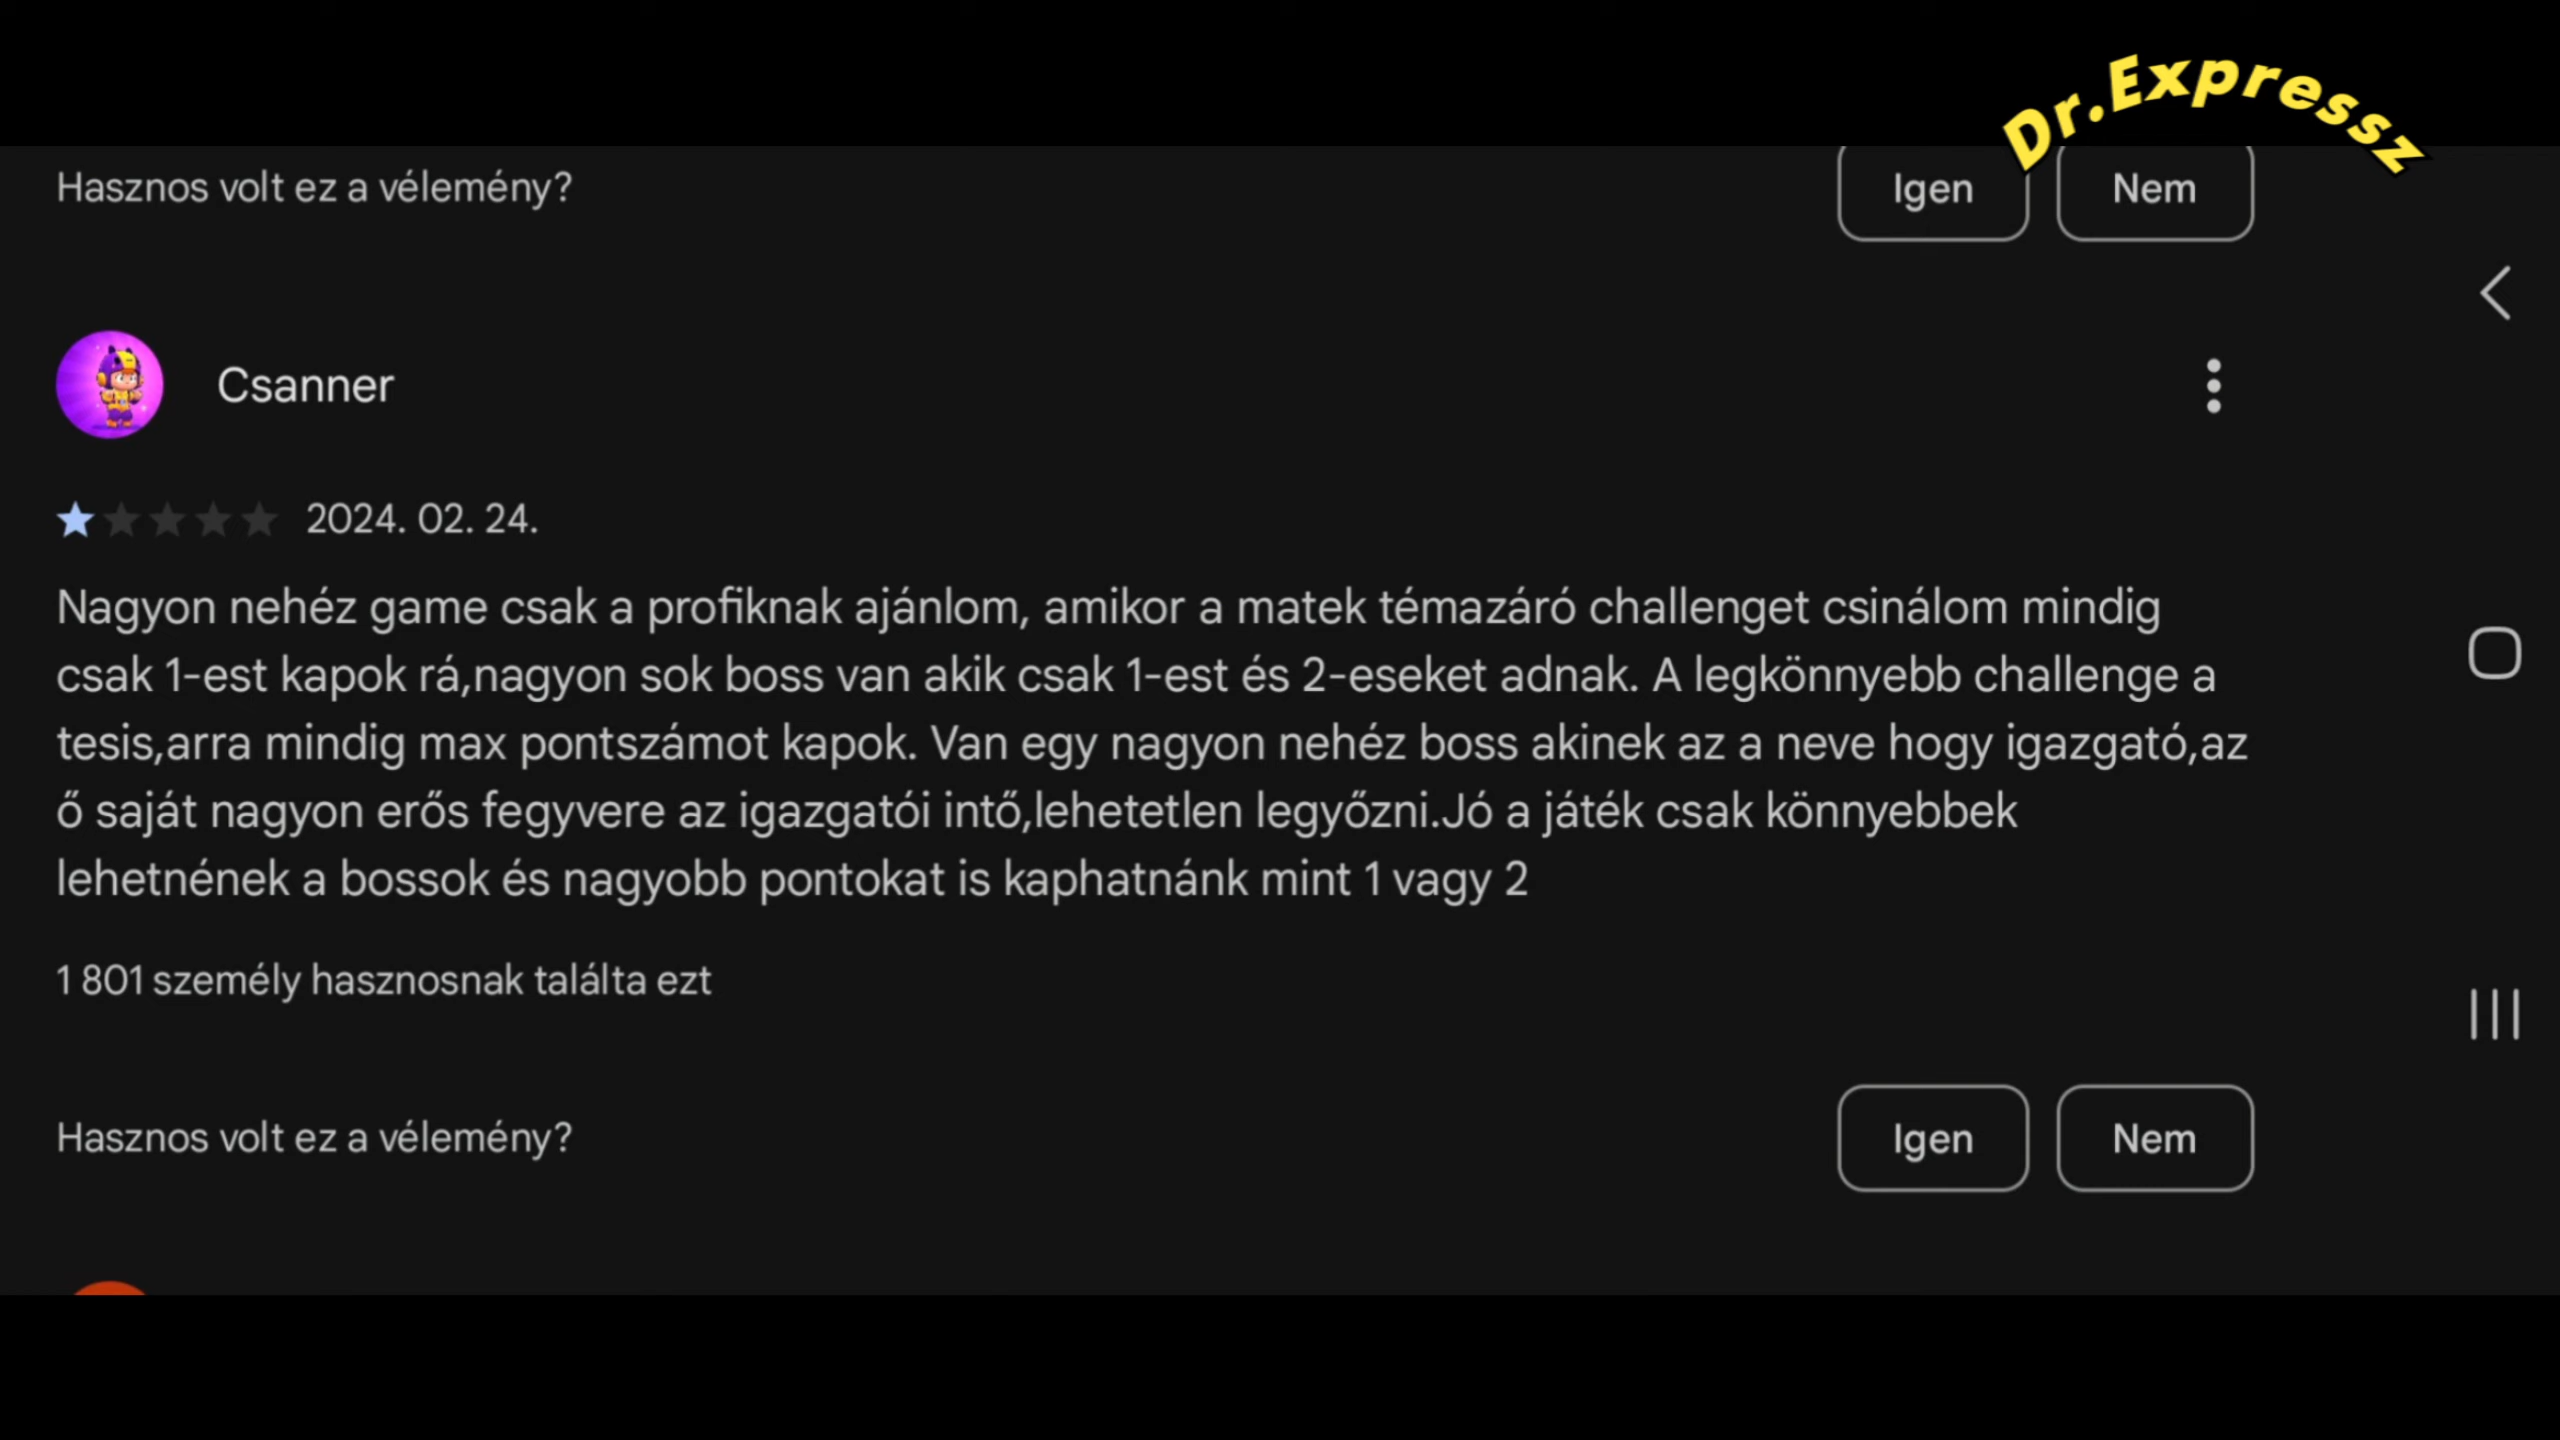 Dr.Expressz
Hasznos volt ez a vélemény?
Igen
Nem
Csanner
2024. 02. 24.
Nagyon nehéz game csak a profiknak ajánlom, amikor a matek témazáró challenget csinálom mindig
csak 1-est kapok rá,nagyon sok boss van akik csak 1-est és 2-eseket adnak. A legkönnyebb challenge a
tesis,arra mindig max pontszámot kapok. Van egy nagyon nehéz boss akinek az a neve hogy igazgató,az
ő saját nagyon erős fegyvere az igazgatói intő,lehetetlen legyőzni.Jó a játék csak könnyebbek
lehetnének a bossok és nagyobb pontokat is kaphatnánk mint 1 vagy 2
1 801 személy hasznosnak találta ezt
Hasznos volt ez a vélemény?
Igen
Nem